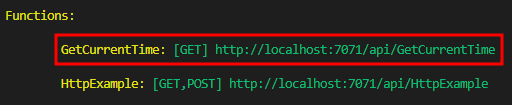 Functions:
GetCurrentTime: [GET] http://localhost:7071/api/GetCurrentTime
HttpExample: [GET,POST] http://localhost:7071/api/HttpExample